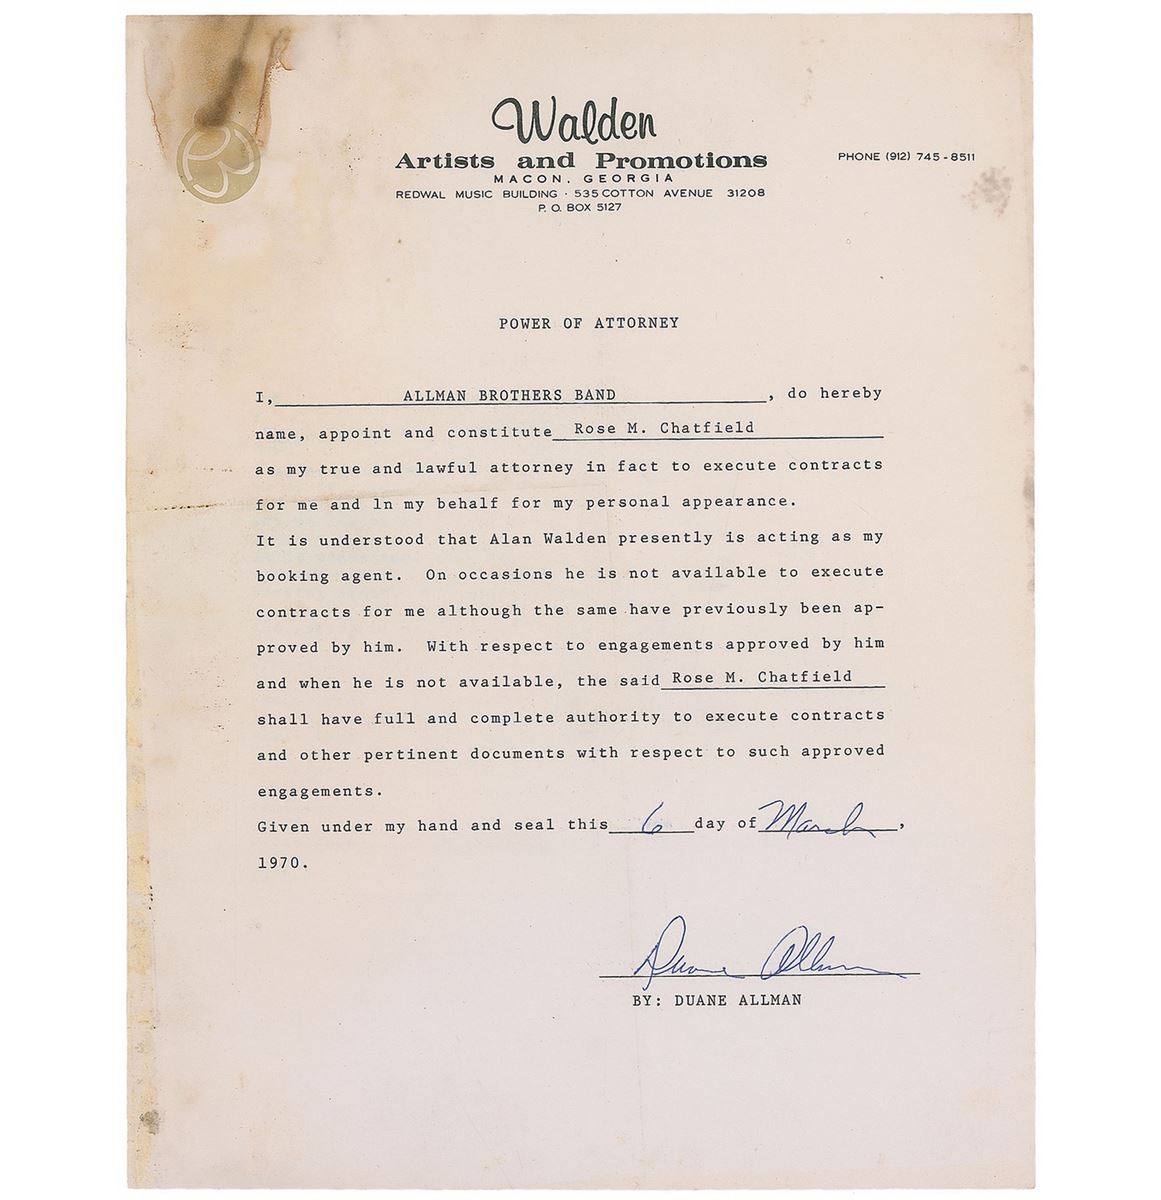 Walden
Artists and Promotions
PHONE (912) 745-8511
MACON, GEORGIA
REDWAL MUSIC BUILDING · 535 COTTON AVENUE 31208
P. O. BOX 5127
POWER OF ATTORNEY
I, ALLMAN BROTHERS BAND, do hereby
name, appoint and constitute Rose M. Chatfield
as my true and lawful attorney in fact to execute contracts
for me and ln my behalf for my personal appearance.
It is understood that Alan Walden presently is acting as my
booking agent. On occasions he is not available to execute
contracts for me although the same have previously been ap-
proved by him. With respect to engagements approved by him
and when he is not available, the said Rose M. Chatfield
shall have full and complete authority to execute contracts
and other pertinent documents with respect to such approved
engagements.
Given under my hand and seal this 6 day of March,
1970.
Duane Allman
BY: DUANE ALLMAN